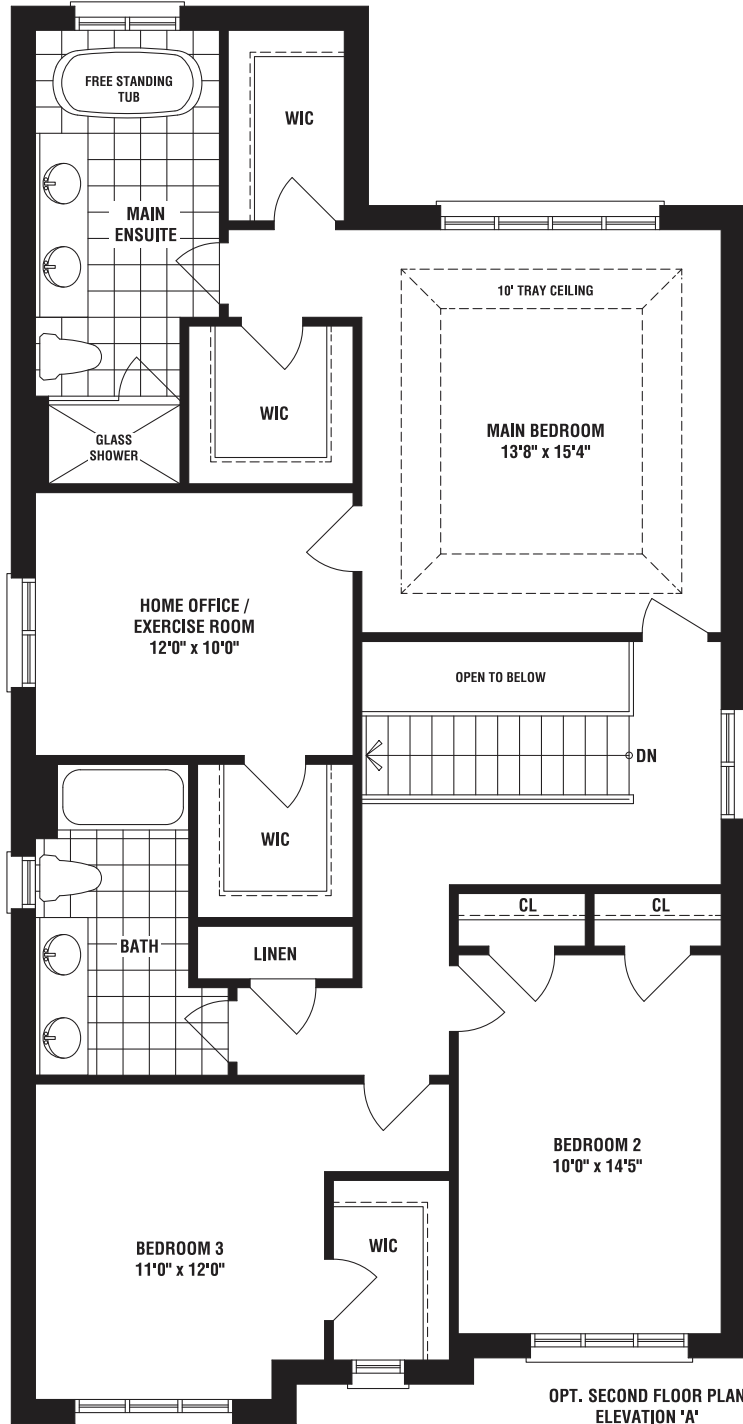 FREE STANDING
TUB
WIC
MAIN
ENSUITE
10' TRAY CEILING
WIC
MAIN BEDROOM
13'8" x 15'4"
GLASS
SHOWER
HOME OFFICE /
EXERCISE ROOM
12'0" x 10'0"
OPEN TO BELOW
DN
WIC
CL
CL
BATH
LINEN
BEDROOM 2
10'0" x 14'5"
WIC
BEDROOM 3
11'0" x 12'0"
OPT. SECOND FLOOR PLAN
ELEVATION 'A'